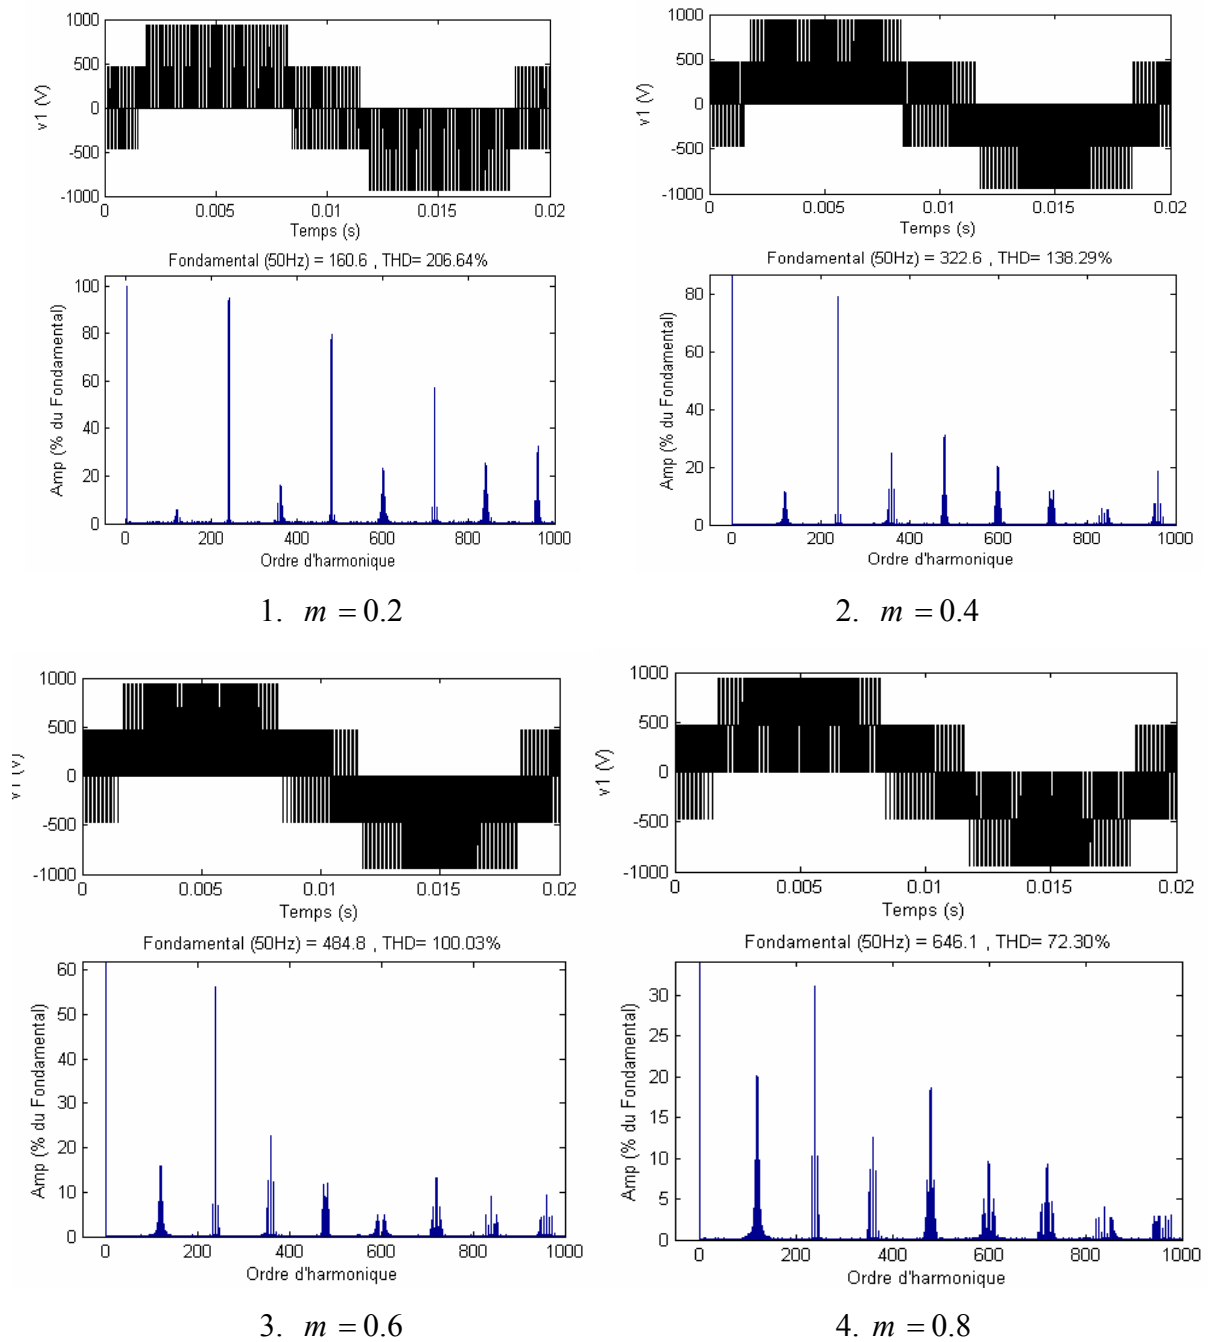 1000
500
0
-500
-1000
v1 (V)
0 0.005 0.01 0.015 0.02
Temps (s)
Fondamental (50Hz) = 160.6 , THD= 206.64%
100
80
60
40
20
0
Amp (% du Fondamental)
0 200 400 600 800 1000
Ordre d'harmonique
1. m = 0.2
1000
500
0
-500
-1000
v1 (V)
0 0.005 0.01 0.015 0.02
Temps (s)
Fondamental (50Hz) = 322.6 , THD= 138.29%
80
60
40
20
0
Amp (% du Fondamental)
0 200 400 600 800 1000
Ordre d'harmonique
2. m = 0.4
1000
500
0
-500
-1000
v1 (V)
0 0.005 0.01 0.015 0.02
Temps (s)
Fondamental (50Hz) = 484.8 , THD= 100.03%
60
50
40
30
20
10
0
Amp (% du Fondamental)
0 200 400 600 800 1000
Ordre d'harmonique
3. m = 0.6
1000
500
0
-500
-1000
v1 (V)
0 0.005 0.01 0.015 0.02
Temps (s)
Fondamental (50Hz) = 646.1 , THD= 72.30%
30
25
20
15
10
5
0
Amp (% du Fondamental)
0 200 400 600 800 1000
Ordre d'harmonique
4. m = 0.8